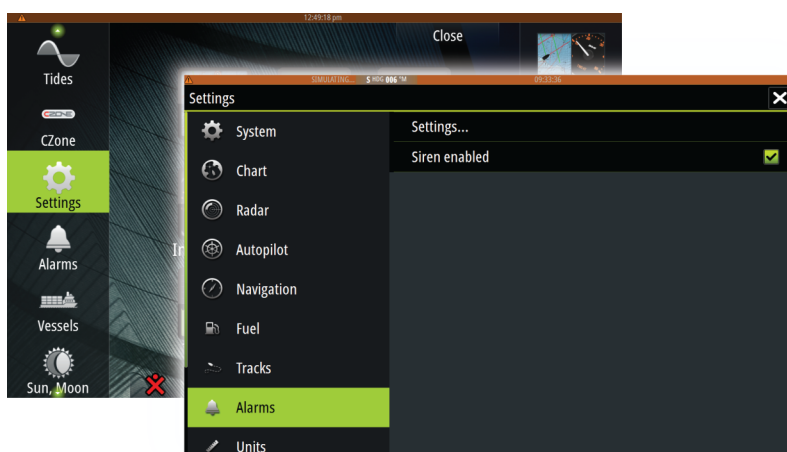 12:49:18 pm
Close
Tides
CZONE
CZone
Settings
Alarms
Vessels
Sun, Moon
SIMULATING... S HDG 006 °M
09:33:36
Settings
System
Chart
Radar
Autopilot
Navigation
Fuel
Tracks
Alarms
Units
Settings...
Siren enabled